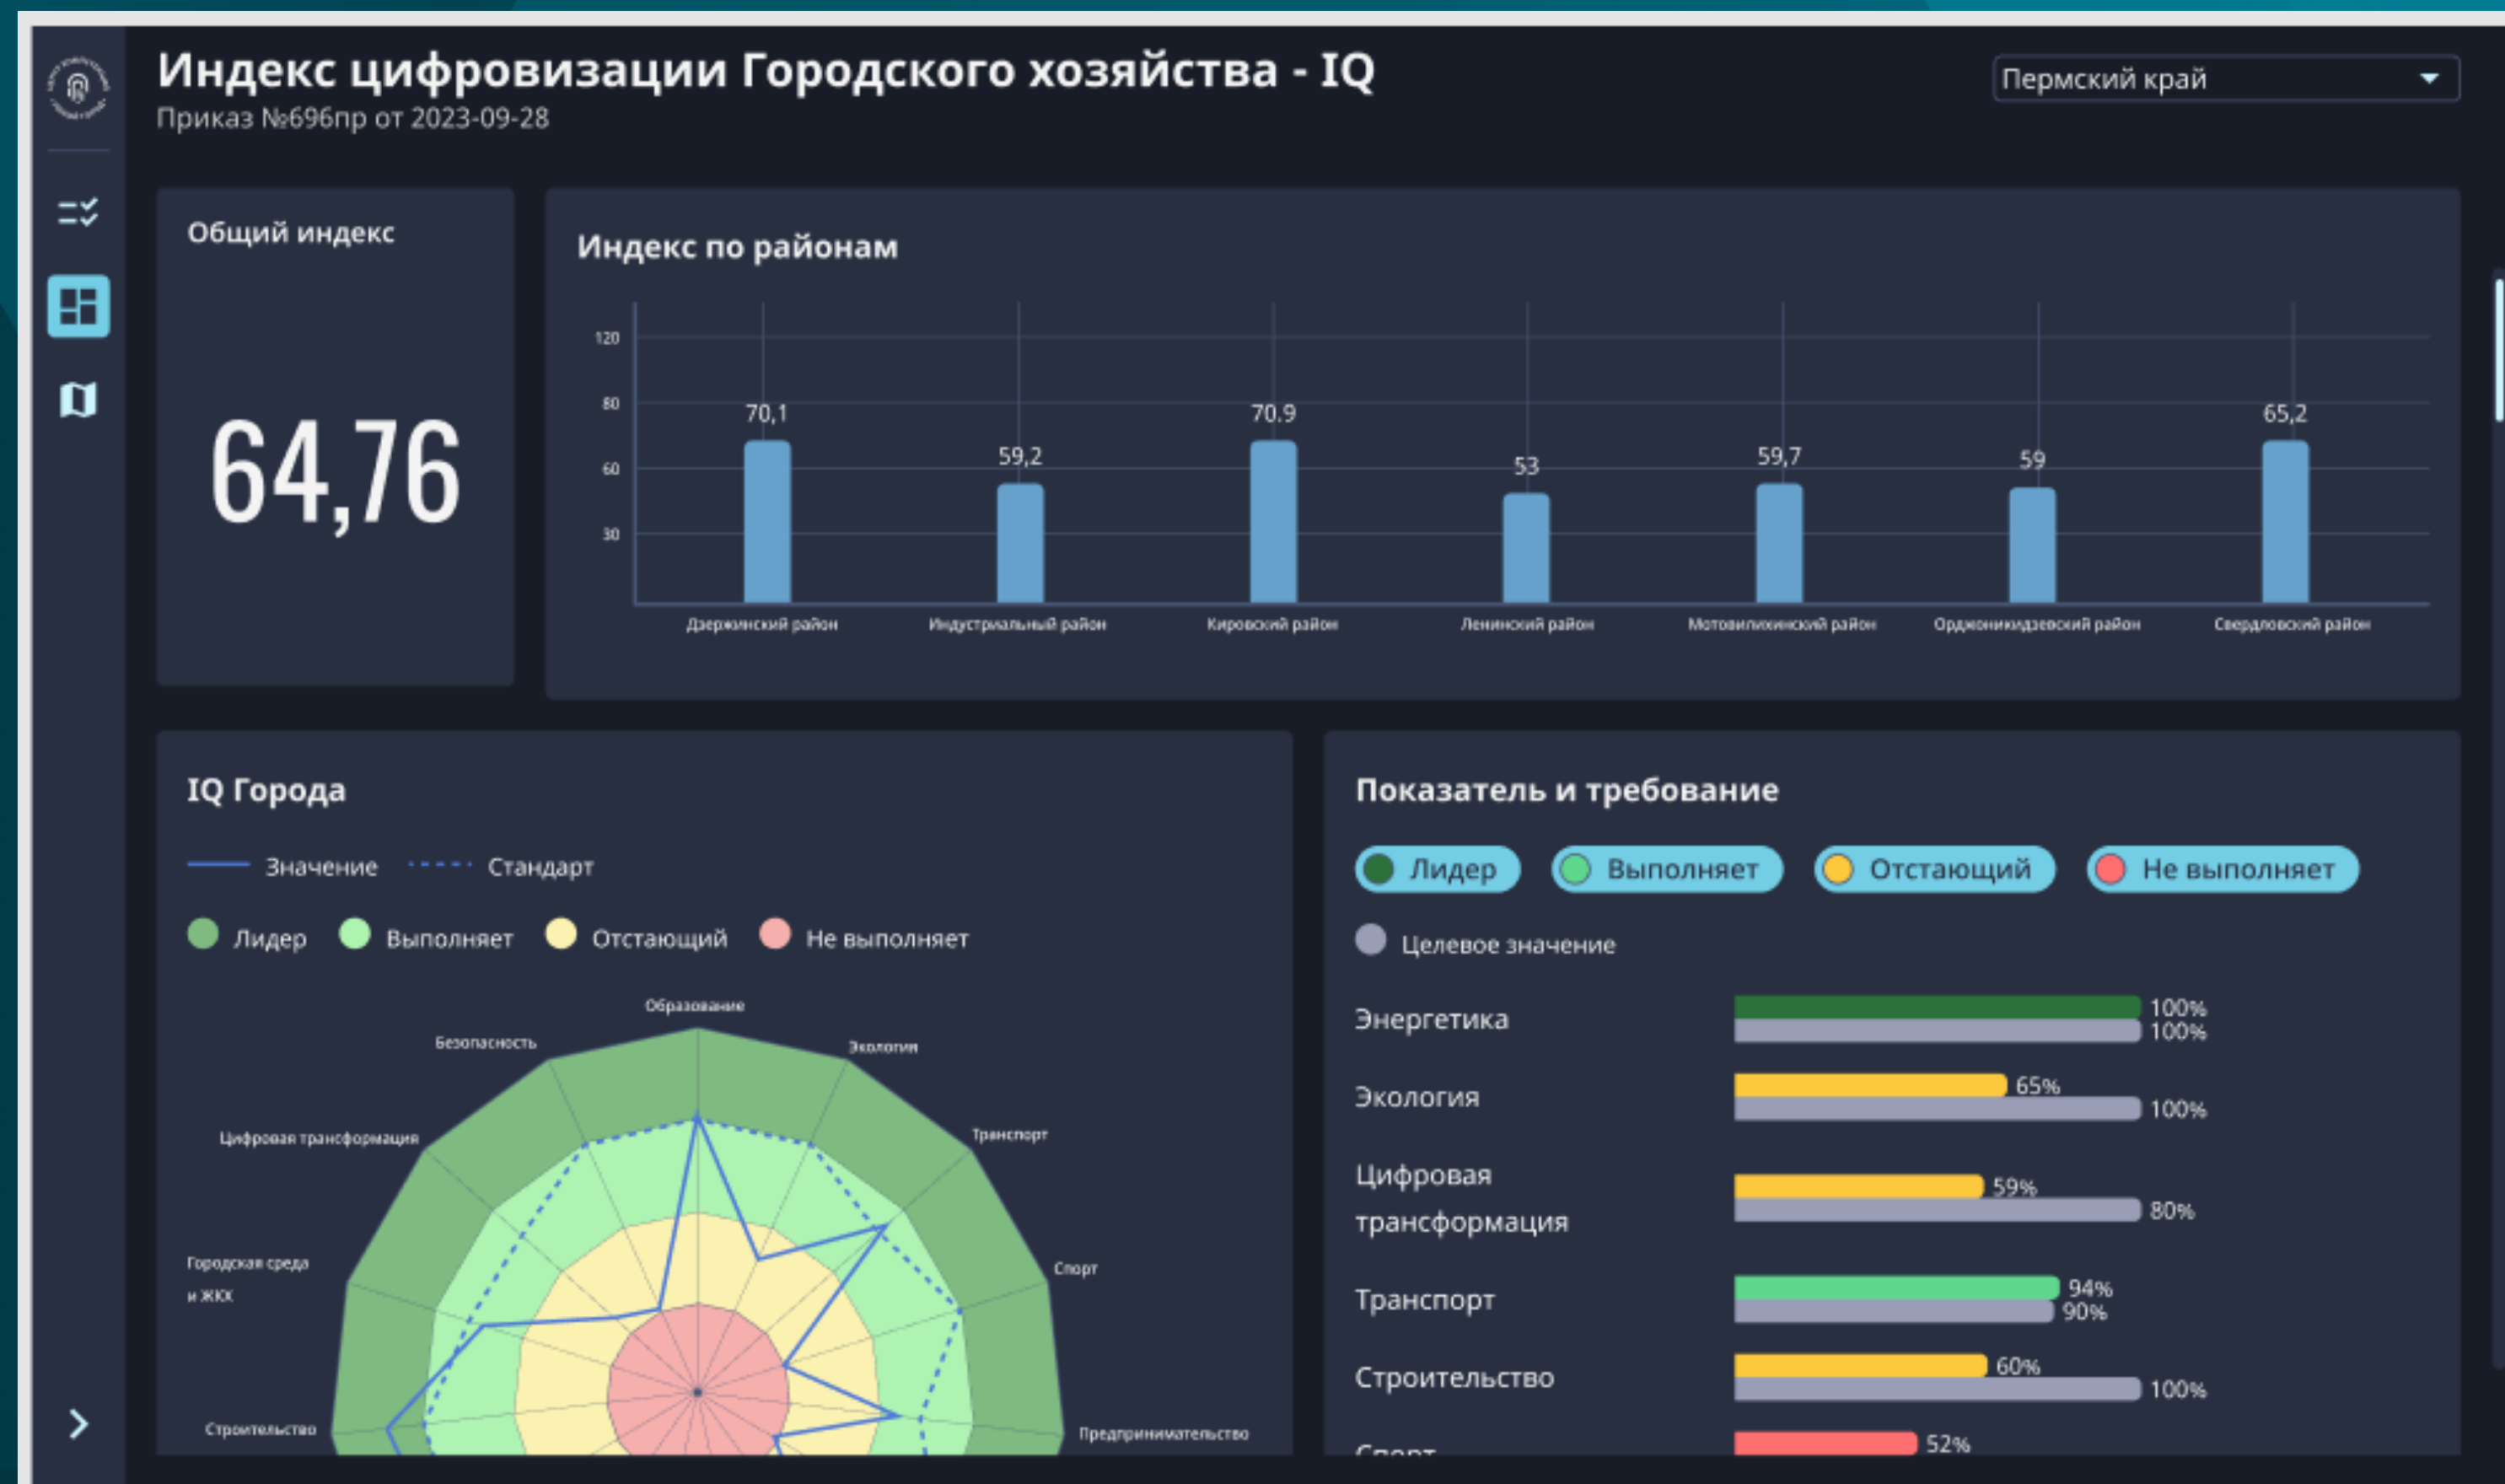 Индекс цифровизации Городского хозяйства - IQ
Приказ №696пр от 2023-09-28
Пермский край
Общий индекс
64,76
Индекс по районам
120
80
60
30
70,1
59,2
70.9
53
59,7
59
65,2
Дзержинский район
Индустриальный район
Кировский район
Ленинский район
Мотовилихинский район
Орджоникидзевский район
Свердловский район
IQ Города
Значение
Стандарт
Лидер
Выполняет
Отстающий
Не выполняет
Образование
Безопасность
Экология
Цифровая трансформация
Транспорт
Городская среда
и ЖКХ
Спорт
Строительство
Предпринимательство
Показатель и требование
Лидер
Выполняет
Отстающий
Не выполняет
Целевое значение
Энергетика
100%
100%
Экология
65%
100%
Цифровая
трансформация
59%
80%
Транспорт
94%
90%
Строительство
60%
100%
Спорт
52%